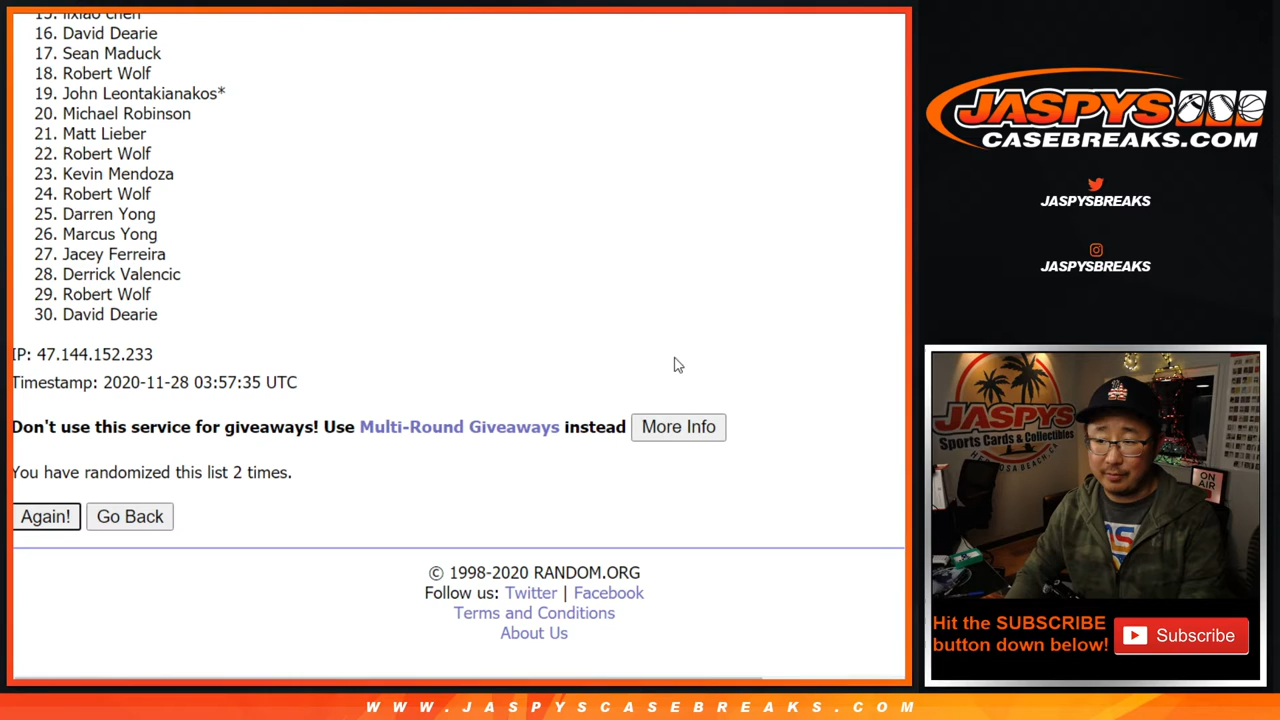 15. lixiao chen
16. David Dearie
17. Sean Maduck
18. Robert Wolf
19. John Leontakianakos*
20. Michael Robinson
21. Matt Lieber
22. Robert Wolf
23. Kevin Mendoza
24. Robert Wolf
25. Darren Yong
26. Marcus Yong
27. Jacey Ferreira
28. Derrick Valencic
29. Robert Wolf
30. David Dearie
IP: 47.144.152.233
Timestamp: 2020-11-28 03:57:35 UTC
Don't use this service for giveaways! Use Multi-Round Giveaways instead More Info
You have randomized this list 2 times.
Again! Go Back
© 1998-2020 RANDOM.ORG
Follow us: Twitter | Facebook
Terms and Conditions
About Us
JASPYS
CASEBREAKS.COM
JASPYSBREAKS
JASPYSBREAKS
JASPYS
Sports Cards & Collectibles
HERMOSA BEACH, CA
ON
AIR
Hit the SUBSCRIBE
button down below!
Subscribe
WWW.JASPYSCASEBREAKS.COM